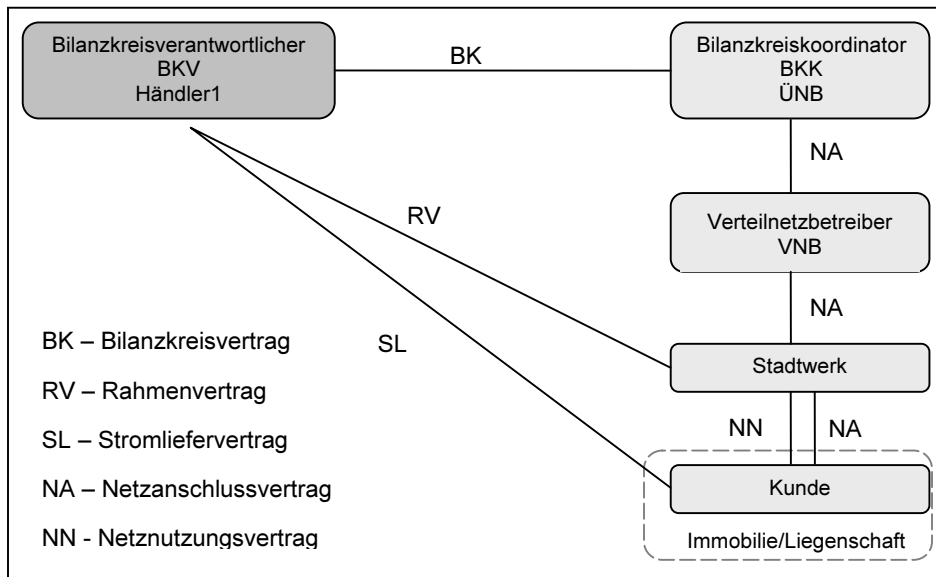 Bilanzkreisverantwortlicher
BKV
Händler1
BK
Bilanzkreiskoordinator
BKK
ÜNB
NA
RV
Verteilnetzbetreiber
VNB
NA
SL
Stadtwerk
NN
NA
Kunde
Immobilie/Liegenschaft
BK – Bilanzkreisvertrag
RV – Rahmenvertrag
SL – Stromliefervertrag
NA – Netzanschlussvertrag
NN - Netznutzungsvertrag